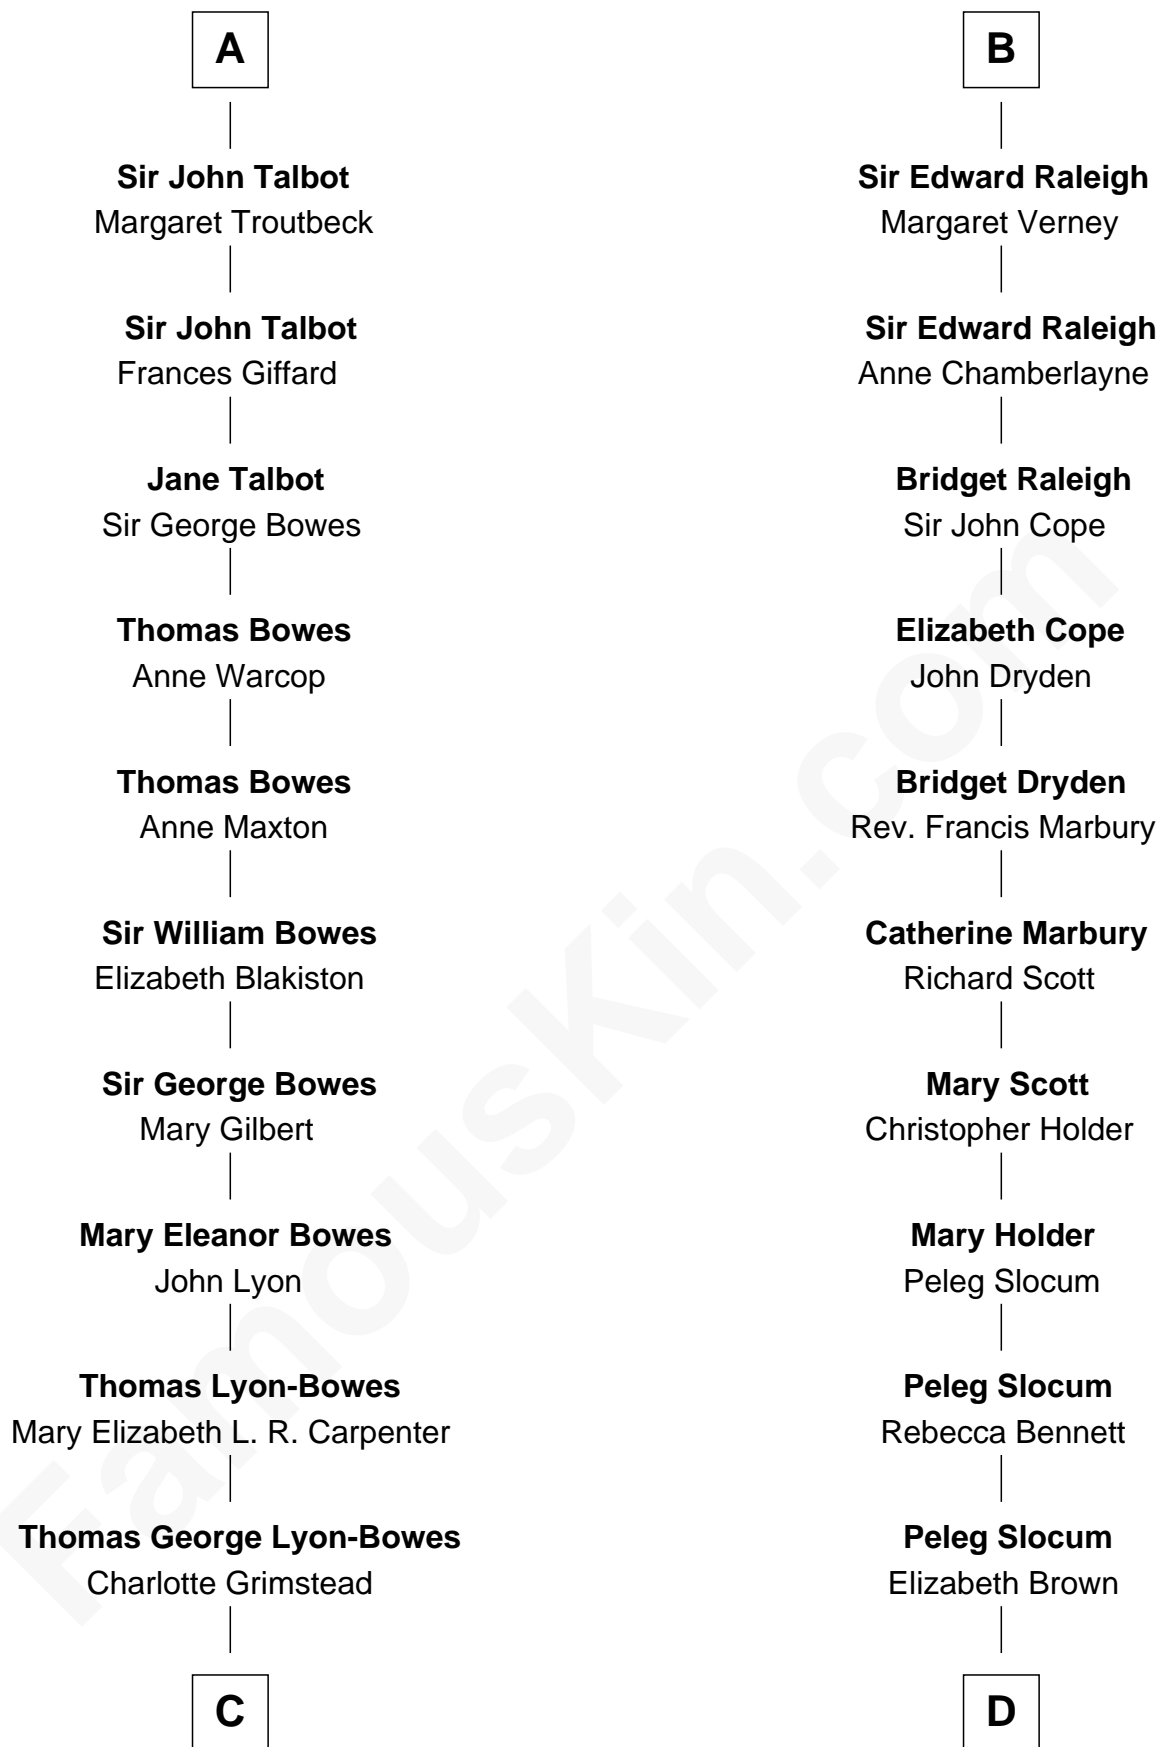 A
Sir John Talbot
Margaret Troutbeck
Sir John Talbot
Frances Giffard
Jane Talbot
Sir George Bowes
Thomas Bowes
Anne Warcop
Thomas Bowes
Anne Maxton
Sir William Bowes
Elizabeth Blakiston
Sir George Bowes
Mary Gilbert
Mary Eleanor Bowes
John Lyon
Thomas Lyon-Bowes
Mary Elizabeth L. R. Carpenter
Thomas George Lyon-Bowes
Charlotte Grimstead
C
B
Sir Edward Raleigh
Margaret Verney
Sir Edward Raleigh
Anne Chamberlayne
Bridget Raleigh
Sir John Cope
Elizabeth Cope
John Dryden
Bridget Dryden
Rev. Francis Marbury
Catherine Marbury
Richard Scott
Mary Scott
Christopher Holder
Mary Holder
Peleg Slocum
Peleg Slocum
Rebecca Bennett
Peleg Slocum
Elizabeth Brown
D
FamousKin.com